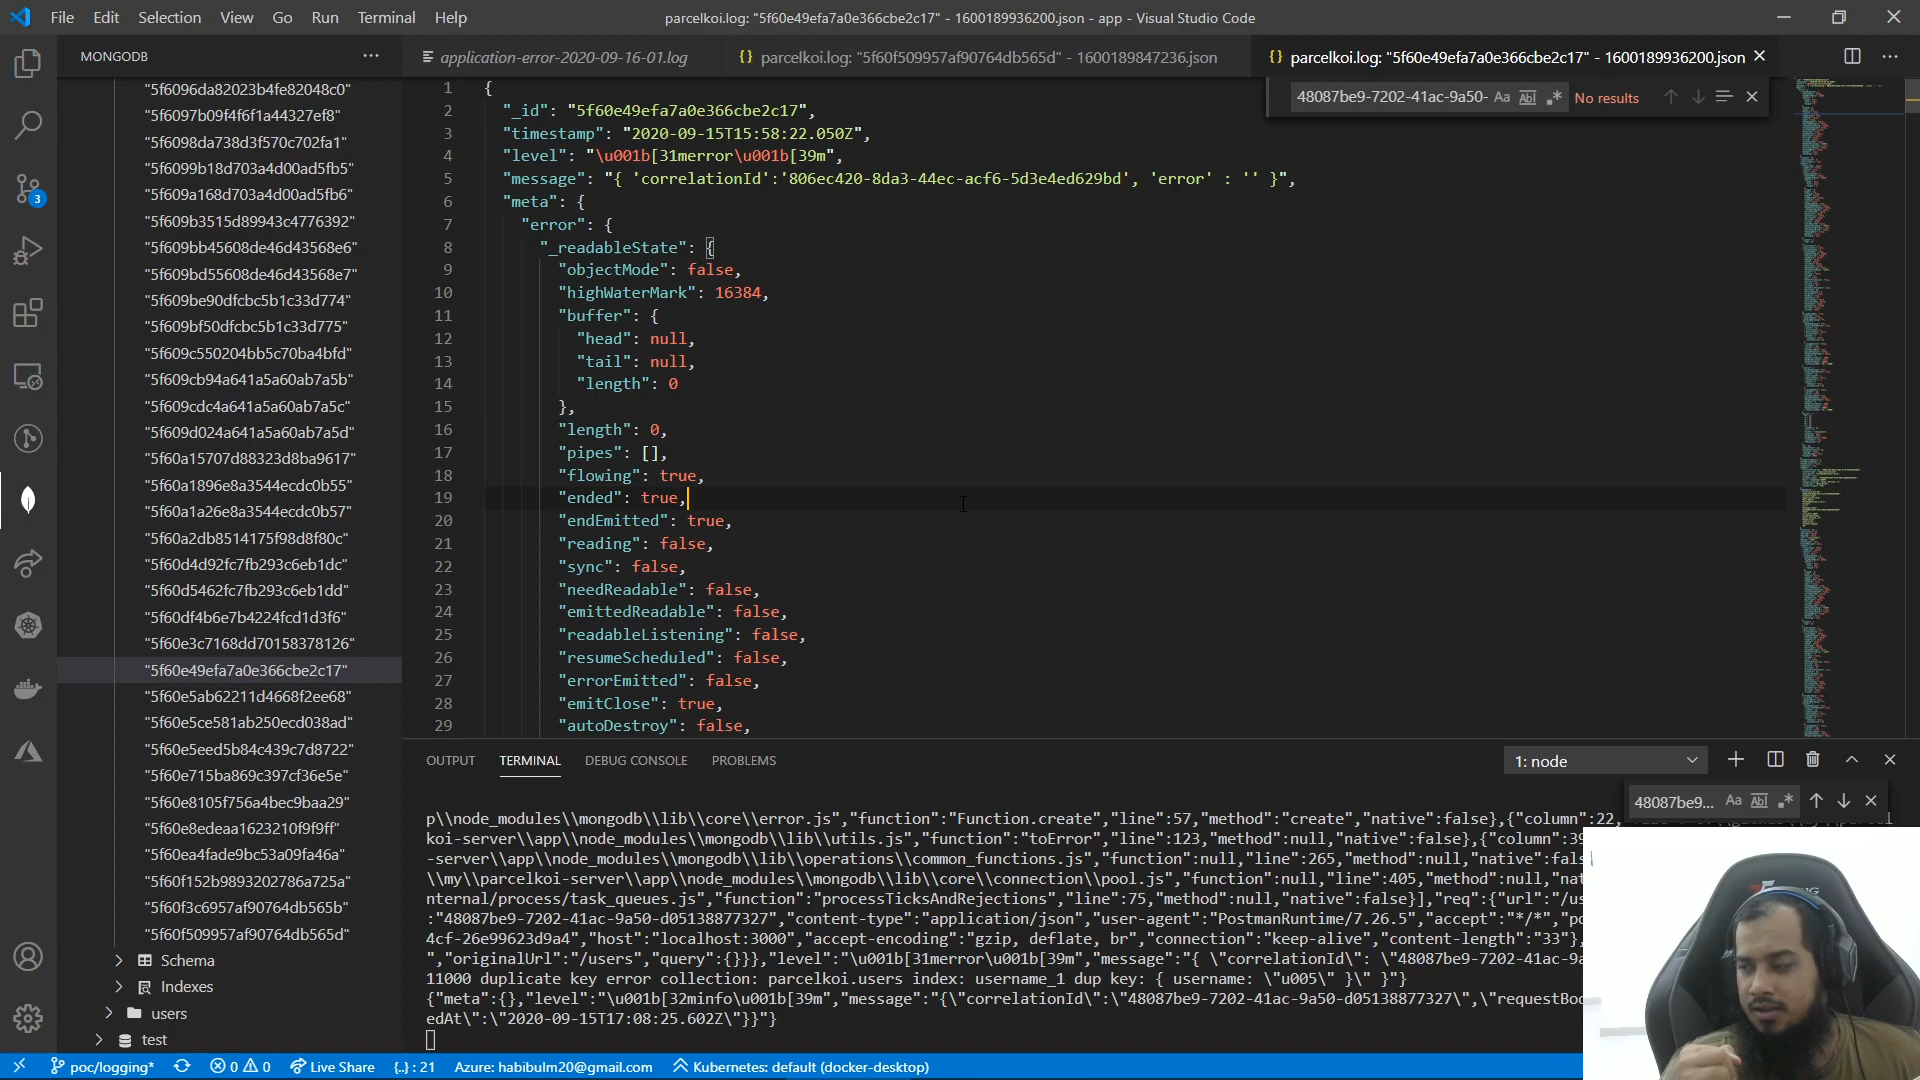 File Edit Selection View Go Run Terminal Help
parcelkoi.log: "5f60e49efa7a0e366cbe2c17" - 1600189936200.json - app - Visual Studio Code
MONGODB
application-error-2020-09-16-01.log
{} parcelkoi.log: "5f60f509957af90764db565d" - 1600189847236.json
{} parcelkoi.log: "5f60e49efa7a0e366cbe2c17" - 1600189936200.json
48087be9-7202-41ac-9a50- Aa Abl .* No results
"5f6096da82023b4fe82048c0"
"5f6097b09f4f6f1a44327ef8"
"5f6098da738d3f570c702fa1"
"5f6099b18d703a4d00ad5fb5"
"5f609a168d703a4d00ad5fb6"
"5f609b3515d89943c4776392"
"5f609bb45608de46d43568e6"
"5f609bd55608de46d43568e7"
"5f609be90dfcbc5b1c33d774"
"5f609bf50dfcbc5b1c33d775"
"5f609c550204bb5c70ba4bfd"
"5f609cb94a641a5a60ab7a5b"
"5f609cdc4a641a5a60ab7a5c"
"5f609d024a641a5a60ab7a5d"
"5f60a15707d88323d8ba9617"
"5f60a1896e8a3544ecdc0b55"
"5f60a1a26e8a3544ecdc0b57"
"5f60a2db8514175f98d8f80c"
"5f60d4d92fc7fb293c6eb1dc"
"5f60d5462fc7fb293c6eb1dd"
"5f60df4b6e7b4224fcd1d3f6"
"5f60e3c7168dd70158378126"
"5f60e49efa7a0e366cbe2c17"
"5f60e5ab62211d4668f2ee68"
"5f60e5ce581ab250ecd038ad"
"5f60e5eed5b84c439c7d8722"
"5f60e715ba869c397cf36e5e"
"5f60e8105f756a4bec9baa29"
"5f60e8edeaa1623210f9f9ff"
"5f60ea4fade9bc53a09fa46a"
"5f60f152b9893202786a725a"
"5f60f3c6957af90764db565b"
"5f60f509957af90764db565d"
Schema
Indexes
users
test
3
1 {
2 "_id": "5f60e49efa7a0e366cbe2c17",
3 "timestamp": "2020-09-15T15:58:22.050Z",
4 "level": "\u001b[31merror\u001b[39m",
5 "message": "{ 'correlationId':'806ec420-8da3-44ec-acf6-5d3e4ed629bd', 'error' : '' }",
6 "meta": {
7 "error": {
8 "_readableState": {
9 "objectMode": false,
10 "highWaterMark": 16384,
11 "buffer": {
12 "head": null,
13 "tail": null,
14 "length": 0
15 },
16 "length": 0,
17 "pipes": [],
18 "flowing": true,
19 "ended": true,
20 "endEmitted": true,
21 "reading": false,
22 "sync": false,
23 "needReadable": false,
24 "emittedReadable": false,
25 "readableListening": false,
26 "resumeScheduled": false,
27 "errorEmitted": false,
28 "emitClose": true,
29 "autoDestroy": false,
OUTPUT TERMINAL DEBUG CONSOLE PROBLEMS
1: node
48087be9... Aa Abl .*
p\\node_modules\\mongodb\\lib\\core\\error.js","function":"Function.create","line":57,"method":"create","native":false},{"column":22,
koi-server\\app\\node_modules\\mongodb\\lib\\utils.js","function":"toError","line":123,"method":null,"native":false},{"column":39
-server\\app\\node_modules\\mongodb\\lib\\operations\\common_functions.js","function":null,"line":265,"method":null,"native":fals
\\my\\parcelkoi-server\\app\\node_modules\\mongodb\\lib\\core\\connection\\pool.js","function":null,"line":405,"method":null,"nat
nternal/process/task_queues.js","function":"processTicksAndRejections","line":75,"method":null,"native":false}],"req":{"url":"/us
:"48087be9-7202-41ac-9a50-d05138877327","content-type":"application/json","user-agent":"PostmanRuntime/7.26.5","accept":"*/*","po
4cf-26e99623d9a4","host":"localhost:3000","accept-encoding":"gzip, deflate, br","connection":"keep-alive","content-length":"33"},
","originalUrl":"/users","query":{}}},"level":"\u001b[31merror\u001b[39m","message":"{ \"correlationId\": \"48087be9-7202-41ac-9a
11000 duplicate key error collection: parcelkoi.users index: username_1 dup key: { username: \"u005\" }\" }"}
{"meta":{},"level":"\u001b[32minfo\u001b[39m","message":"{\"correlationId\":\"48087be9-7202-41ac-9a50-d05138877327\",\"requestBod
edAt\":\"2020-09-15T17:08:25.602Z\"}}"}
poc/logging* 0 0 Live Share {..} : 21 Azure: habibulm20@gmail.com Kubernetes: default (docker-desktop)